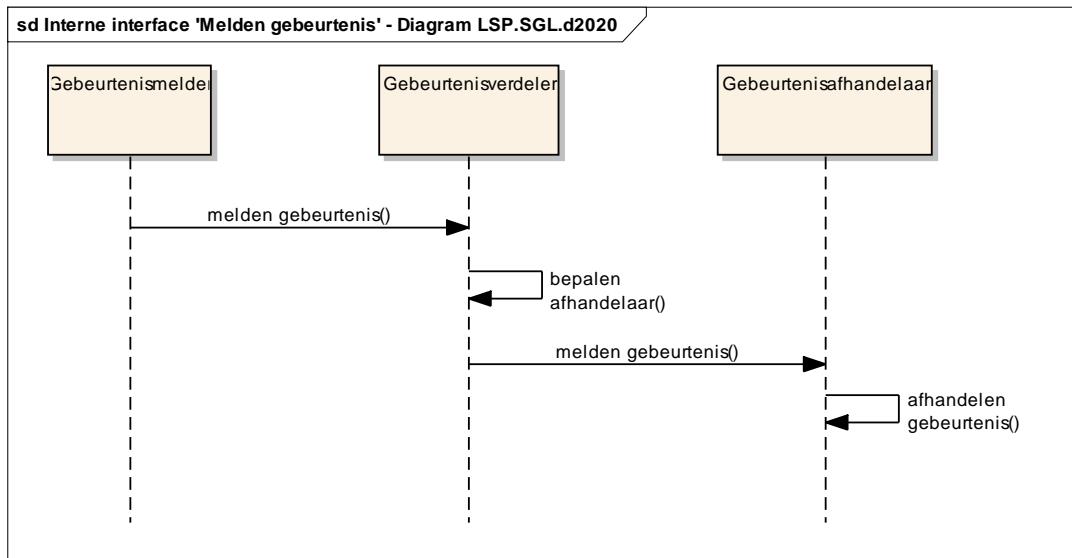 sd Interne interface 'Melden gebeurtenis' - Diagram LSP.SGL.d2020
Gebeurtenismelder
Gebeurtenisverdeler
Gebeurtenisafhandelaar
melden gebeurtenis()
bepalen
afhandelaar()
melden gebeurtenis()
afhandelen
gebeurtenis()